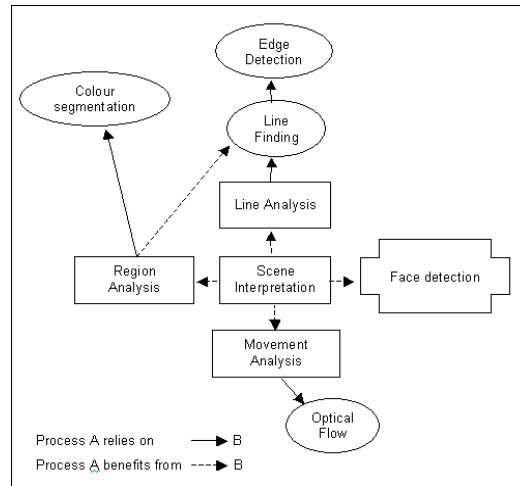 Edge
Detection
Colour
segmentation
Line
Finding
Line Analysis
Region
Analysis
Scene
Interpretation
Face detection
Movement
Analysis
Optical
Flow
Process A relies on B
Process A benefits from B